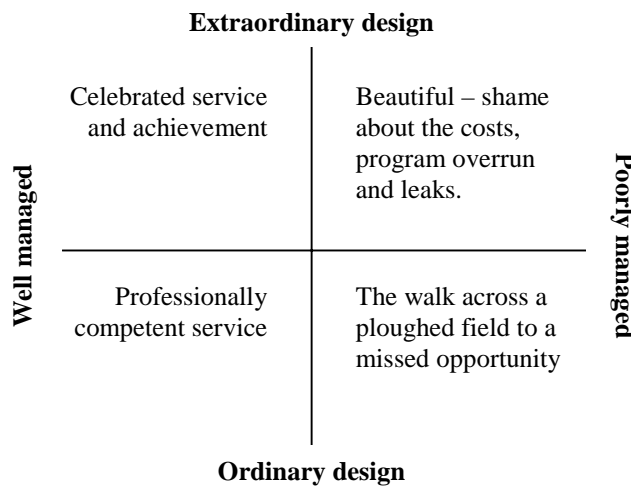 Extraordinary design
Celebrated service
and achievement
Beautiful – shame
about the costs,
program overrun
and leaks.
Well managed
Poorly managed
Professionally
competent service
The walk across a
ploughed field to a
missed opportunity
Ordinary design